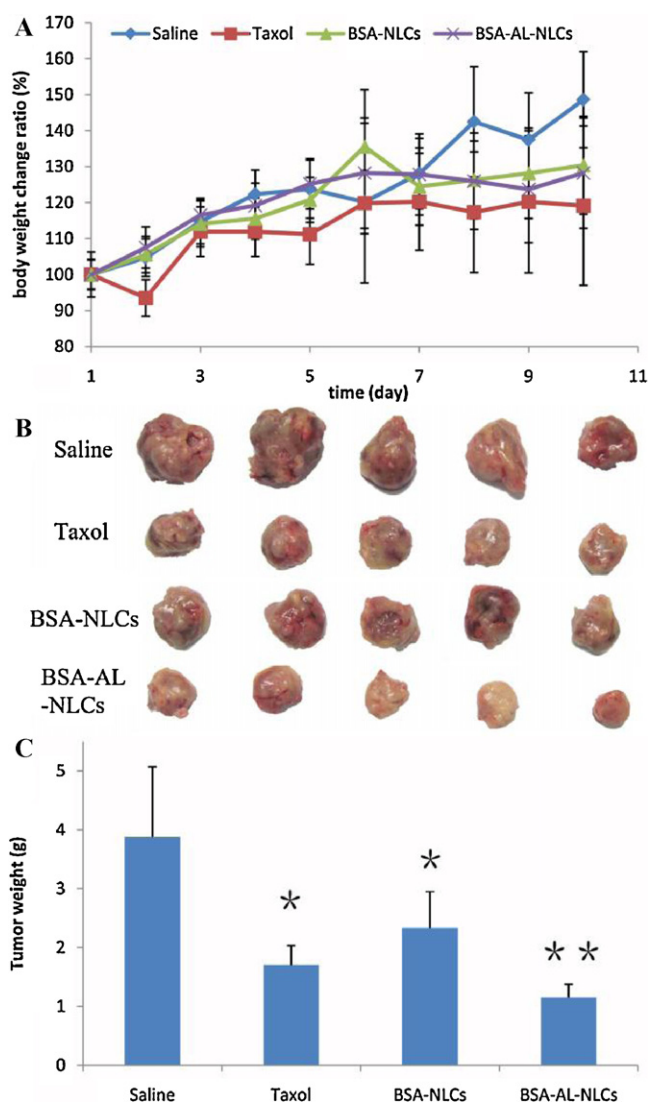 A
170
160
150
140
130
120
110
100
90
80
body weight change ratio (%)
Saline Taxol BSA-NLCs BSA-AL-NLCs
1 3 5 7 9 11
time (day)
B
Saline
Taxol
BSA-NLCs
BSA-AL
-NLCs
C
5
4
3
2
1
0
Tumor weight (g)
*
*
* *
Saline Taxol BSA-NLCs BSA-AL-NLCs